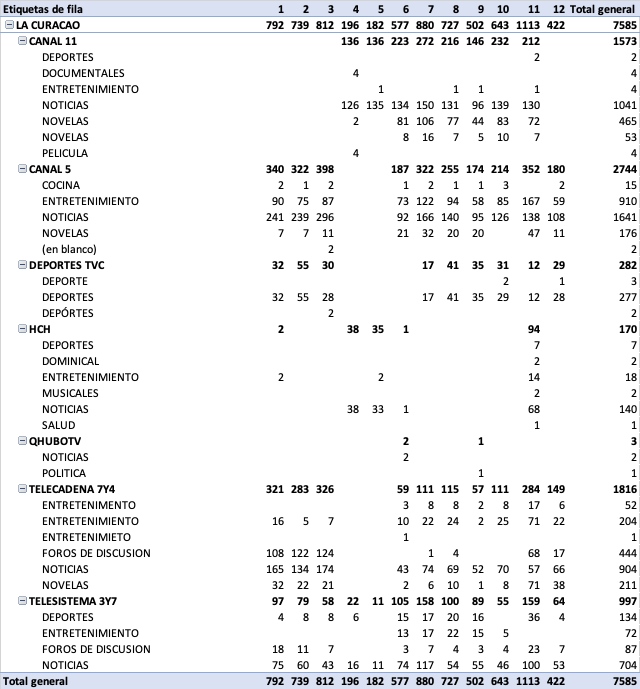 Etiquetas de fila 1 2 3 4 5 6 7 8 9 10 11 12 Total general
LA CURACAO 792 739 812 196 182 577 880 727 502 643 1113 422 7585
CANAL 11 136 136 223 272 216 146 232 212 1573
DEPORTES 2 2
DOCUMENTALES 4 4
ENTRETENIMIENTO 1 1 1 1 4
NOTICIAS 126 135 134 150 131 96 139 130 1041
NOVELAS 2 81 106 77 44 83 72 465
NOVELAS 8 16 7 5 10 7 53
PELICULA 4 4
CANAL 5 340 322 398 187 322 255 174 214 352 180 2744
COCINA 2 1 2 1 2 1 1 3 2 15
ENTRETENIMIENTO 90 75 87 73 122 94 58 85 167 59 910
NOTICIAS 241 239 296 92 166 140 95 126 138 108 1641
NOVELAS 7 7 11 21 32 20 20 47 11 176
(en blanco) 2 2
DEPORTES TVC 32 55 30 17 41 35 31 12 29 282
DEPORTE 2 1 3
DEPORTES 32 55 28 17 41 35 29 12 28 277
DEPÓRTES 2 2
HCH 2 38 35 1 94 170
DEPORTES 7 7
DOMINICAL 2 2
ENTRETENIMIENTO 2 2 14 18
MUSICALES 2 2
NOTICIAS 38 33 1 68 140
SALUD 1 1
QHUBOTV 2 1 3
NOTICIAS 2 2
POLITICA 1 1
TELECADENA 7Y4 321 283 326 59 111 115 57 111 284 149 1816
ENTRETENIMENTO 3 8 8 2 8 17 6 52
ENTRETENIMIENTO 16 5 7 10 22 24 2 25 71 22 204
ENTRETENIMIETO 1 1
FOROS DE DISCUSION 108 122 124 1 4 68 17 444
NOTICIAS 165 134 174 43 74 69 52 70 57 66 904
NOVELAS 32 22 21 2 6 10 1 8 71 38 211
TELESISTEMA 3Y7 97 79 58 22 11 105 158 100 89 55 159 64 997
DEPORTES 4 8 8 6 15 17 20 16 36 4 134
ENTRETENIMIENTO 13 17 22 15 5 72
FOROS DE DISCUSION 18 11 7 3 7 4 3 4 23 7 87
NOTICIAS 75 60 43 16 11 74 117 54 55 46 100 53 704
Total general 792 739 812 196 182 577 880 727 502 643 1113 422 7585